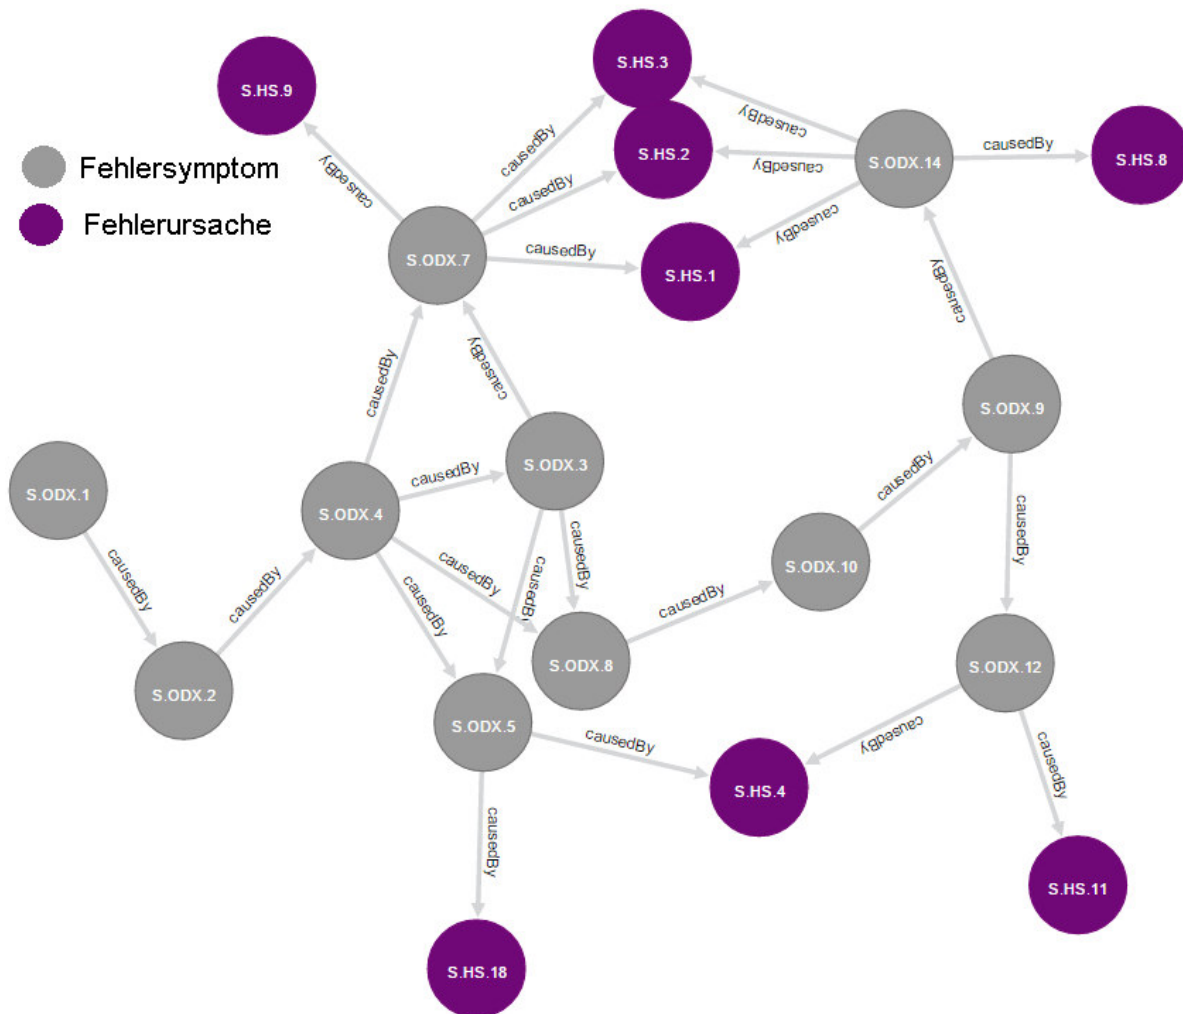 S.HS.3
S.HS.9
causedBy
causedBy
S.HS.2
causedBy
S.ODX.14
causedBy
S.HS.8
Fehlersymptom
causedBy
causedBy
causedBy
Fehlerursache
causedBy
S.ODX.7
causedBy
S.HS.1
causedBy
causedBy
causedBy
S.ODX.9
S.ODX.3
causedBy
causedBy
S.ODX.1
S.ODX.4
causedBy
causedBy
causedBy
causedBy
causedBy
S.ODX.10
causedBy
causedBy
causedBy
causedBy
S.ODX.8
S.ODX.12
S.ODX.2
S.ODX.5
causedBy
causedBy
causedBy
S.HS.4
causedBy
S.HS.11
S.HS.18